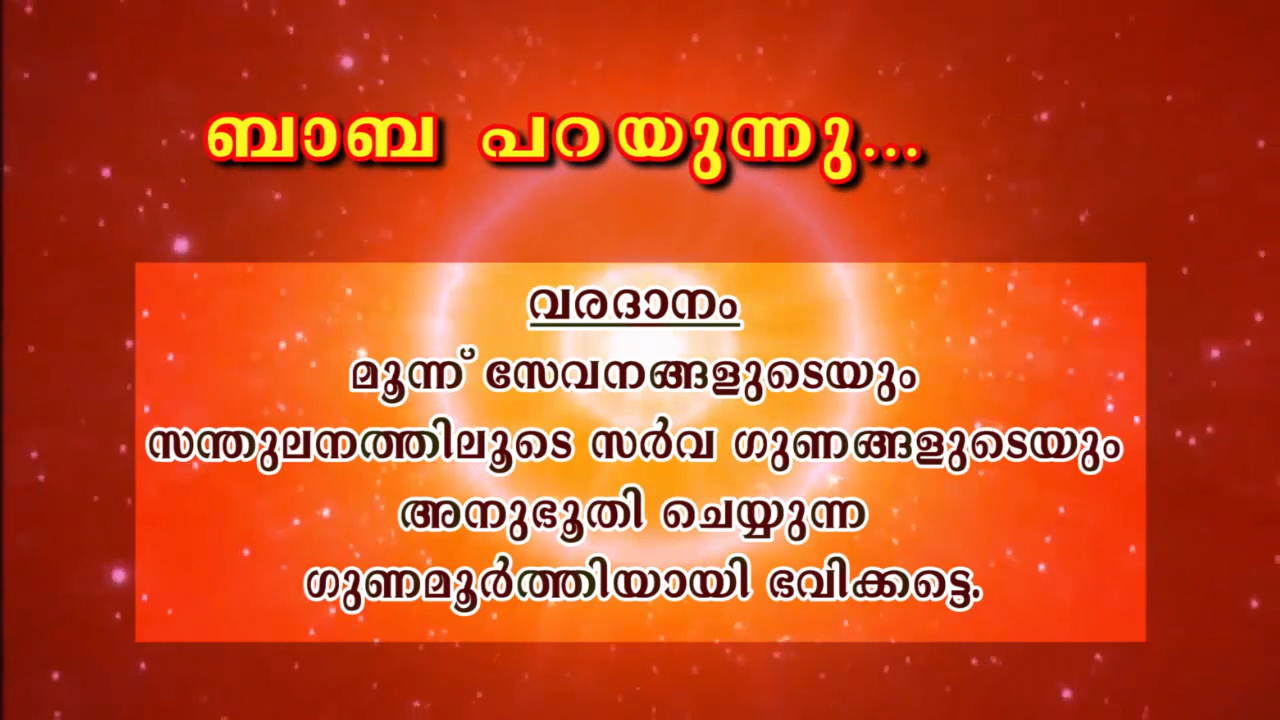 ബാബ പറയുന്നു...
വരദാനം
മൂന്ന് സേവനങ്ങളുടെയും
സന്തുലനത്തിലൂടെ സർവ ഗുണങ്ങളുടെയും
അനുഭൂതി ചെയ്യുന്ന
ഗുണമൂർത്തിയായി ഭവിക്കട്ടെ.